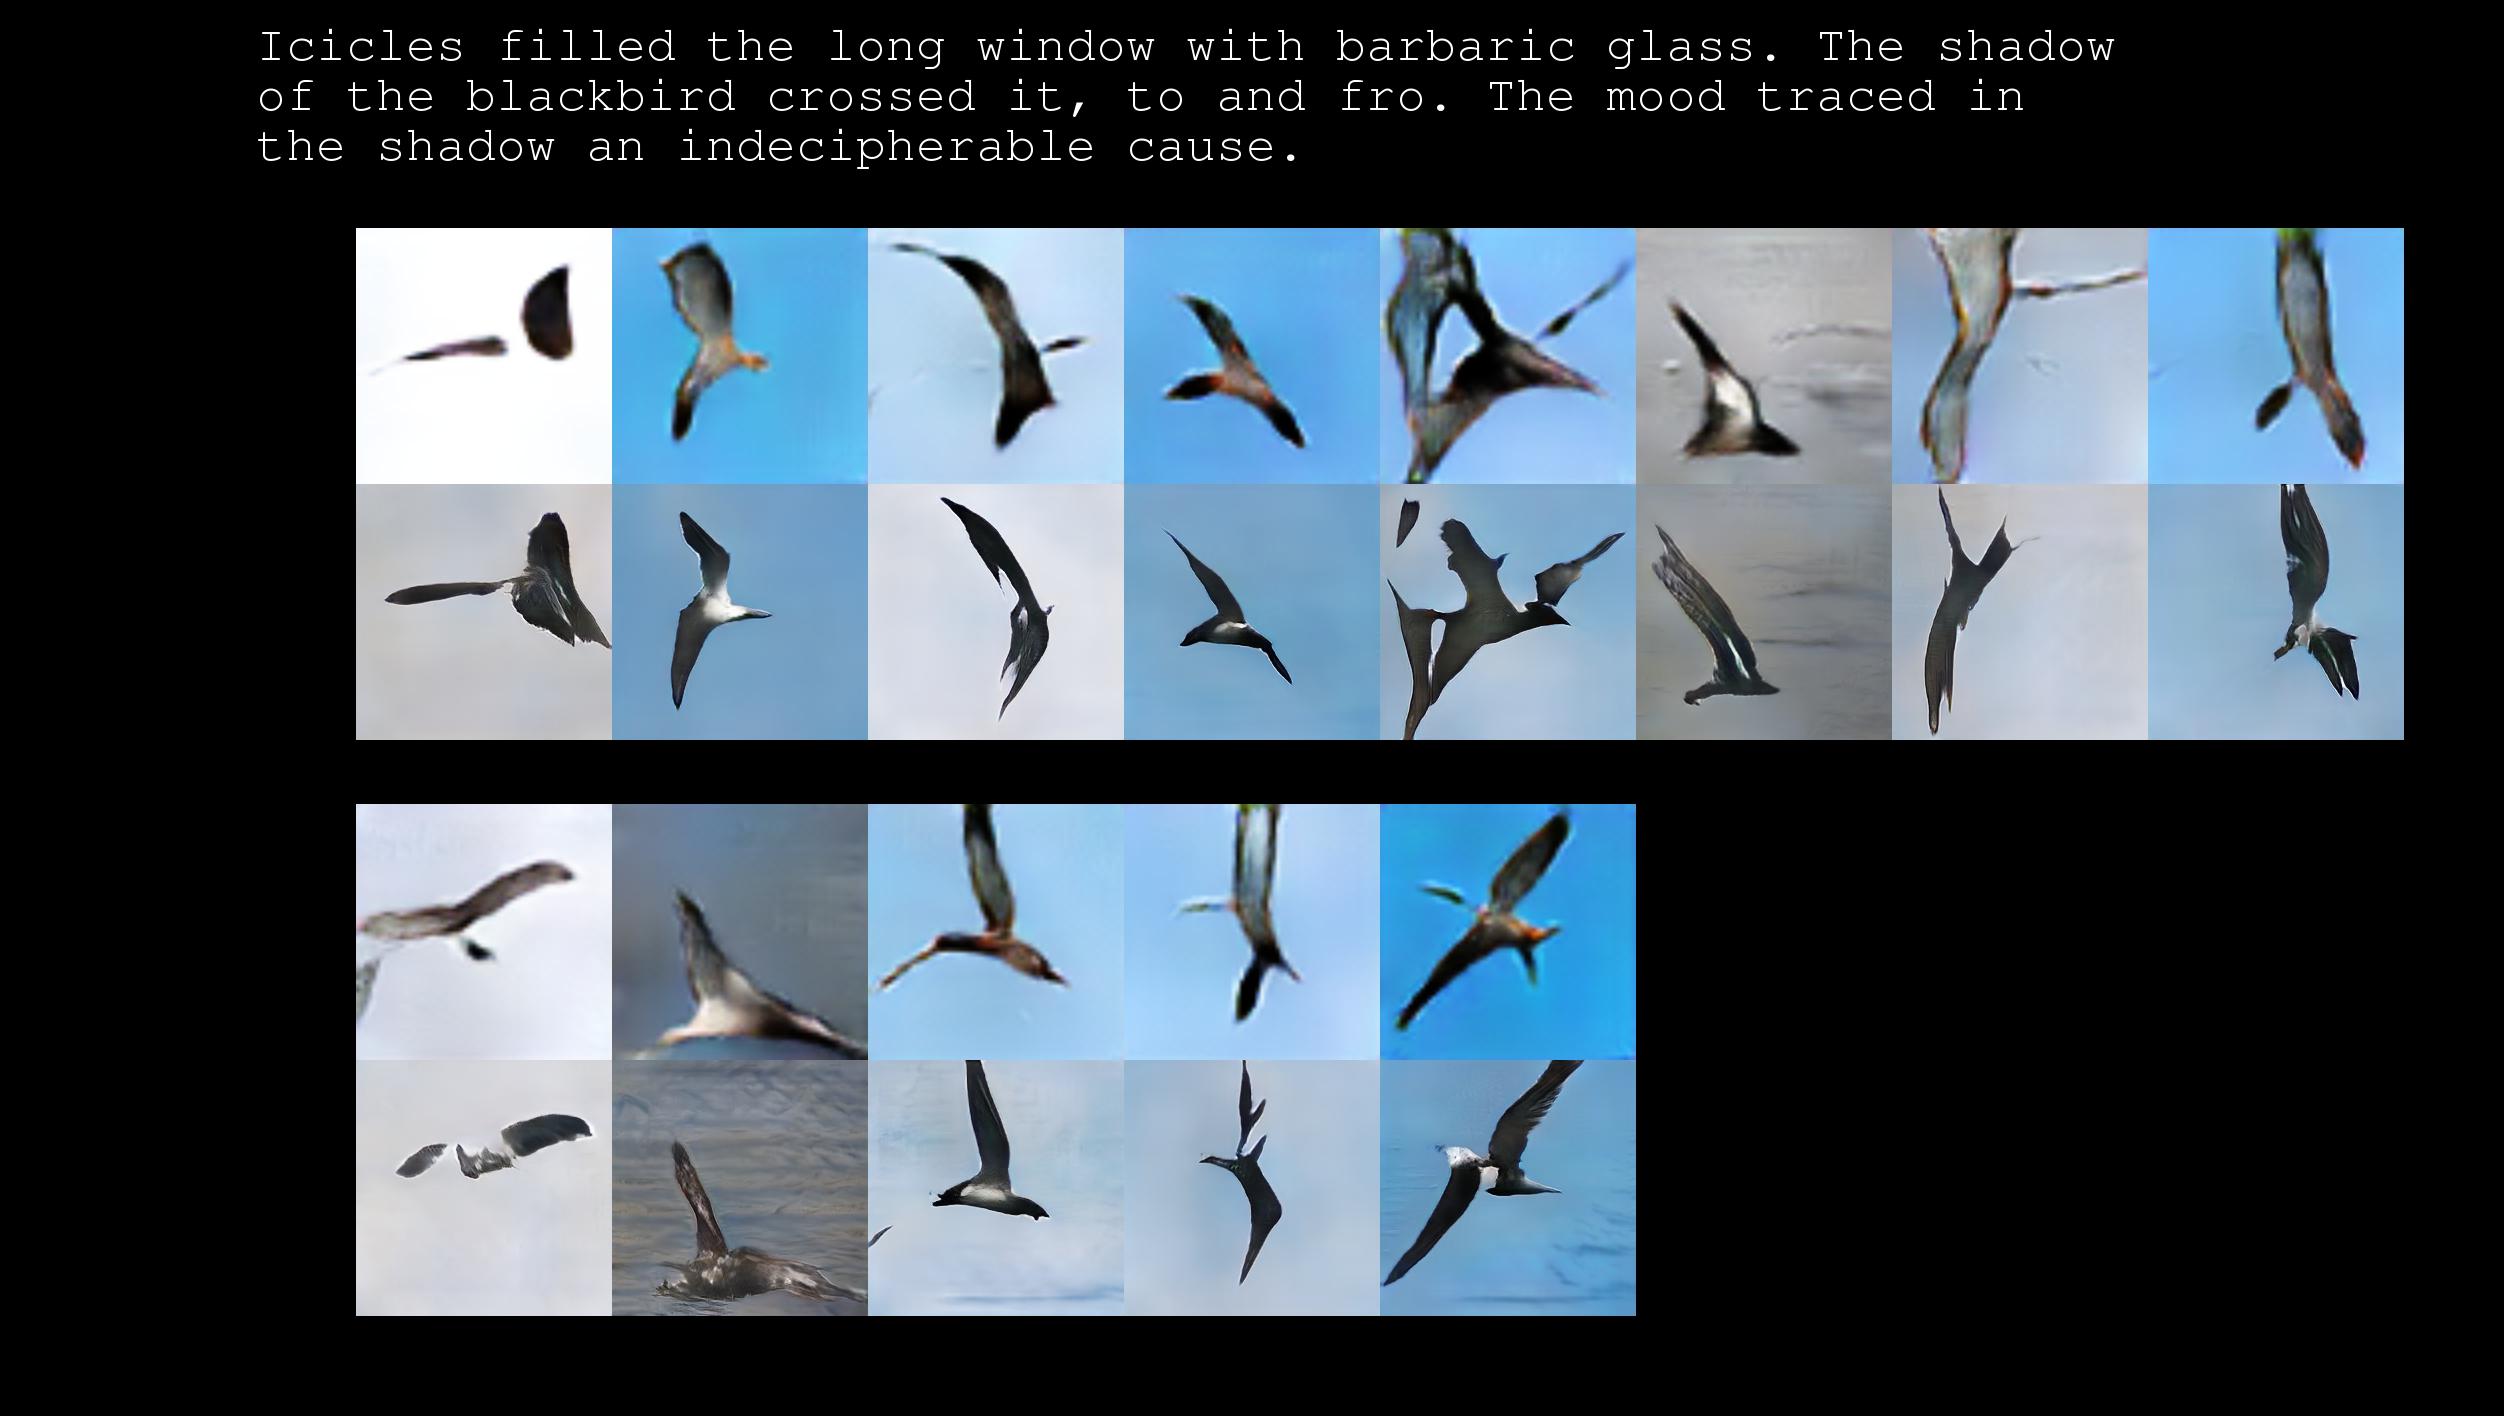 Icicles filled the long window with barbaric glass. The shadow
of the blackbird crossed it, to and fro. The mood traced in
the shadow an indecipherable cause.